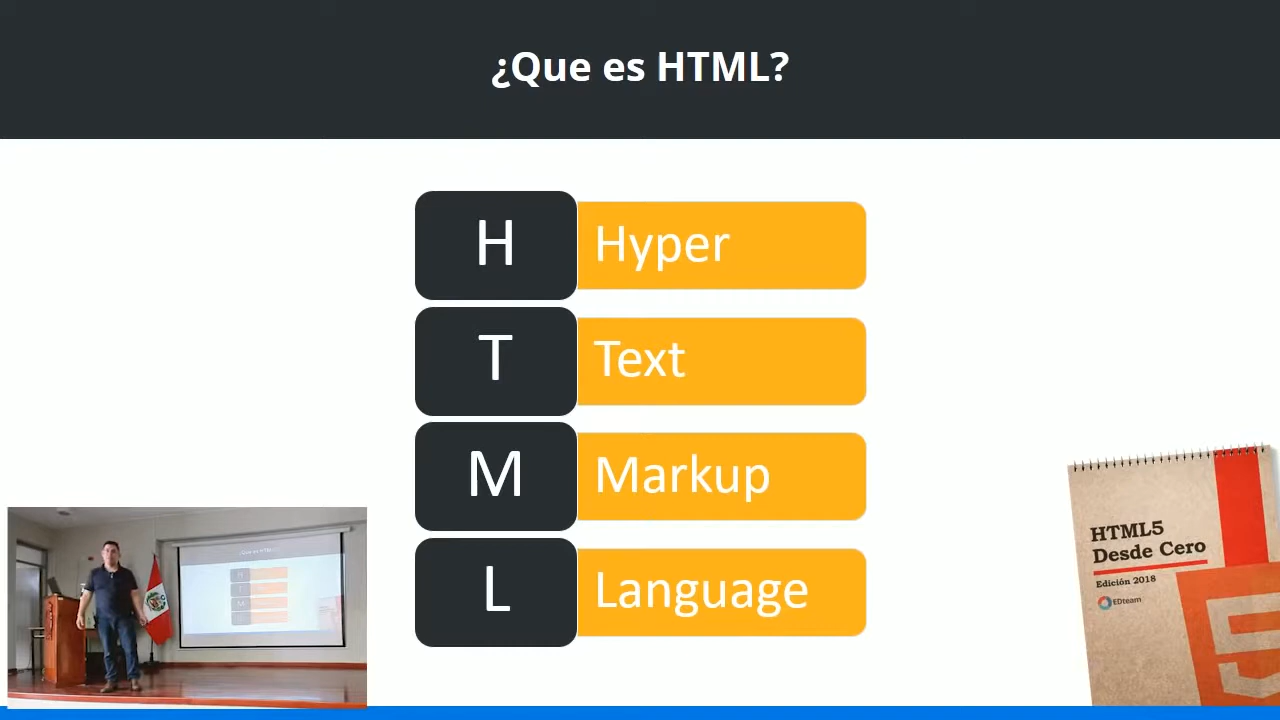 ¿Que es HTML?
H
Hyper
T
Text
M
Markup
L
Language
HTML5
Desde Cero
Edición 2018
EDteam